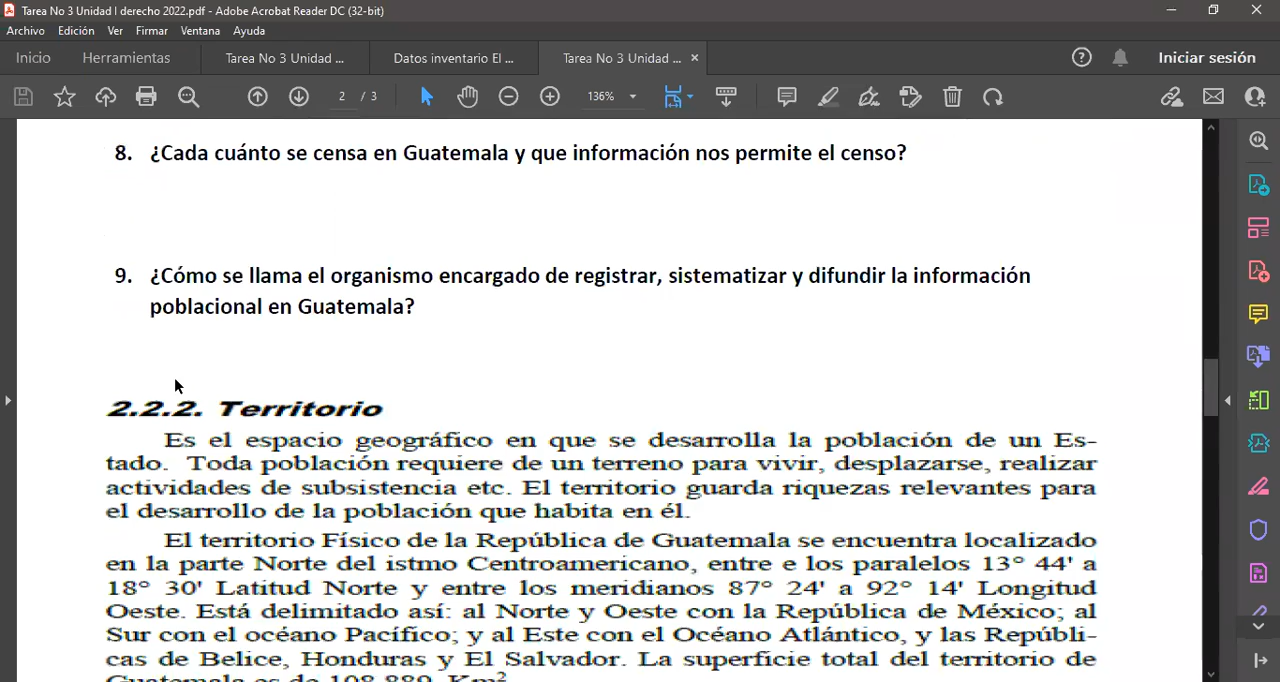 Tarea No 3 Unidad I derecho 2022.pdf - Adobe Acrobat Reader DC (32-bit)
Archivo Edición Ver Firmar Ventana Ayuda
Inicio Herramientas Tarea No 3 Unidad ... Datos inventario El ... Tarea No 3 Unidad ... × Iniciar sesión
2 / 3 136%
8. ¿Cada cuánto se censa en Guatemala y que información nos permite el censo?
9. ¿Cómo se llama el organismo encargado de registrar, sistematizar y difundir la información
poblacional en Guatemala?
2.2.2. Territorio
Es el espacio geográfico en que se desarrolla la población de un Es-
tado. Toda población requiere de un terreno para vivir, desplazarse, realizar
actividades de subsistencia etc. El territorio guarda riquezas relevantes para
el desarrollo de la población que habita en él.
El territorio Físico de la República de Guatemala se encuentra localizado
en la parte Norte del istmo Centroamericano, entre e los paralelos 13° 44' a
18° 30' Latitud Norte y entre los meridianos 87° 24' a 92° 14' Longitud
Oeste. Está delimitado así: al Norte y Oeste con la República de México; al
Sur con el océano Pacífico; y al Este con el Océano Atlántico, y las Repúbli-
cas de Belice, Honduras y El Salvador. La superficie total del territorio de
Guatemala es de 108,889 Km²